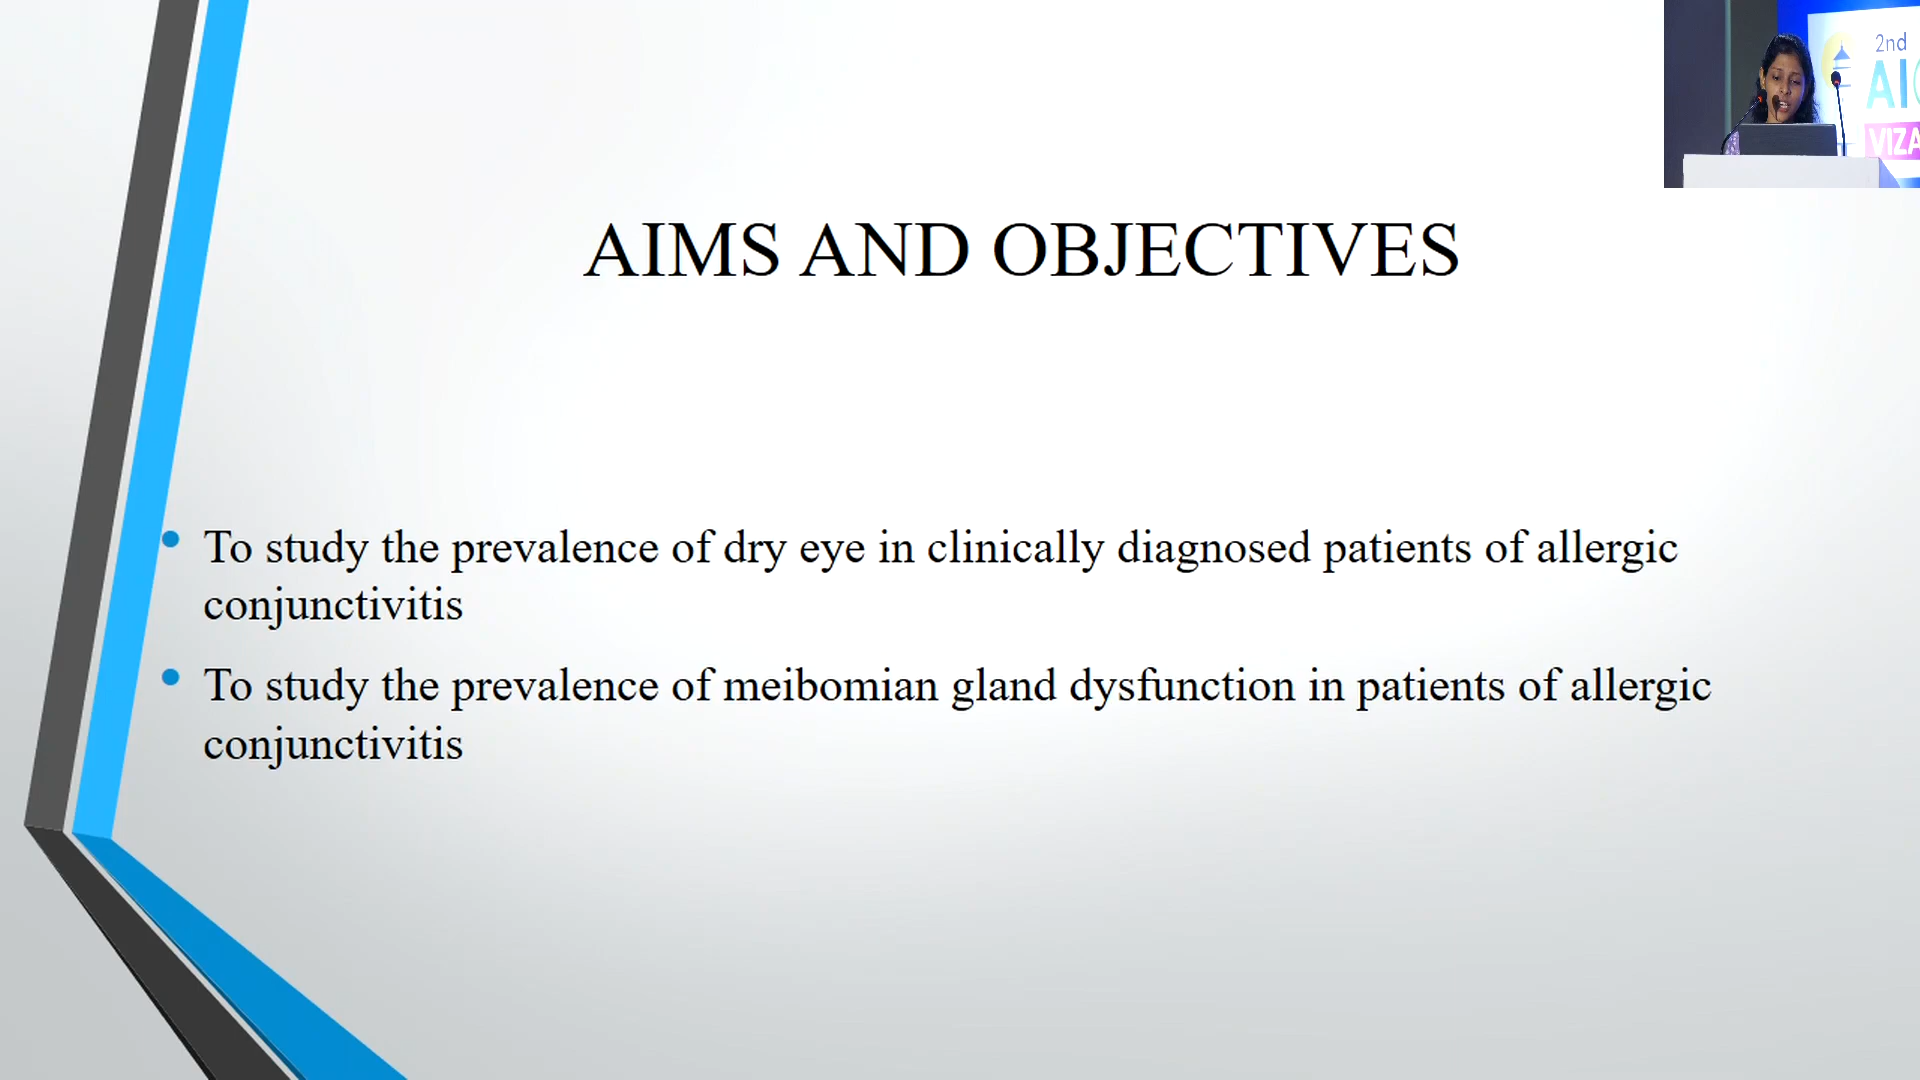 2nd
AIMS AND OBJECTIVES
• To study the prevalence of dry eye in clinically diagnosed patients of allergic
conjunctivitis
• To study the prevalence of meibomian gland dysfunction in patients of allergic
conjunctivitis